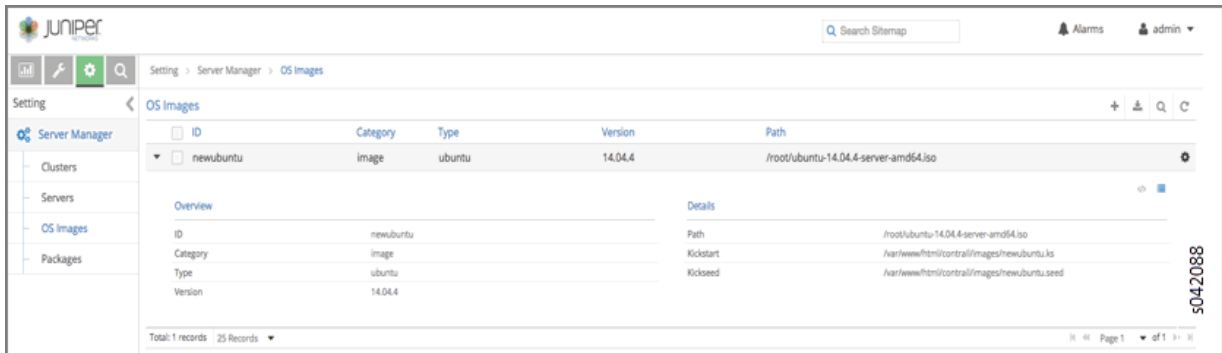 JUNIPER
NETWORKS
Search Sitemap
Alarms
admin
Setting > Server Manager > OS Images
Setting
OS Images
Server Manager
Clusters
Servers
OS Images
Packages
ID Category Type Version Path
newubuntu image ubuntu 14.04.4 /root/ubuntu-14.04.4-server-amd64.iso
Overview
ID newubuntu
Category image
Type ubuntu
Version 14.04.4
Details
Path /root/ubuntu-14.04.4-server-amd64.iso
Kickstart /var/www/html/contrail/images/newubuntu.ks
Kickseed /var/www/html/contrail/images/newubuntu.seed
Total: 1 records 25 Records
Page 1 of 1
s042088